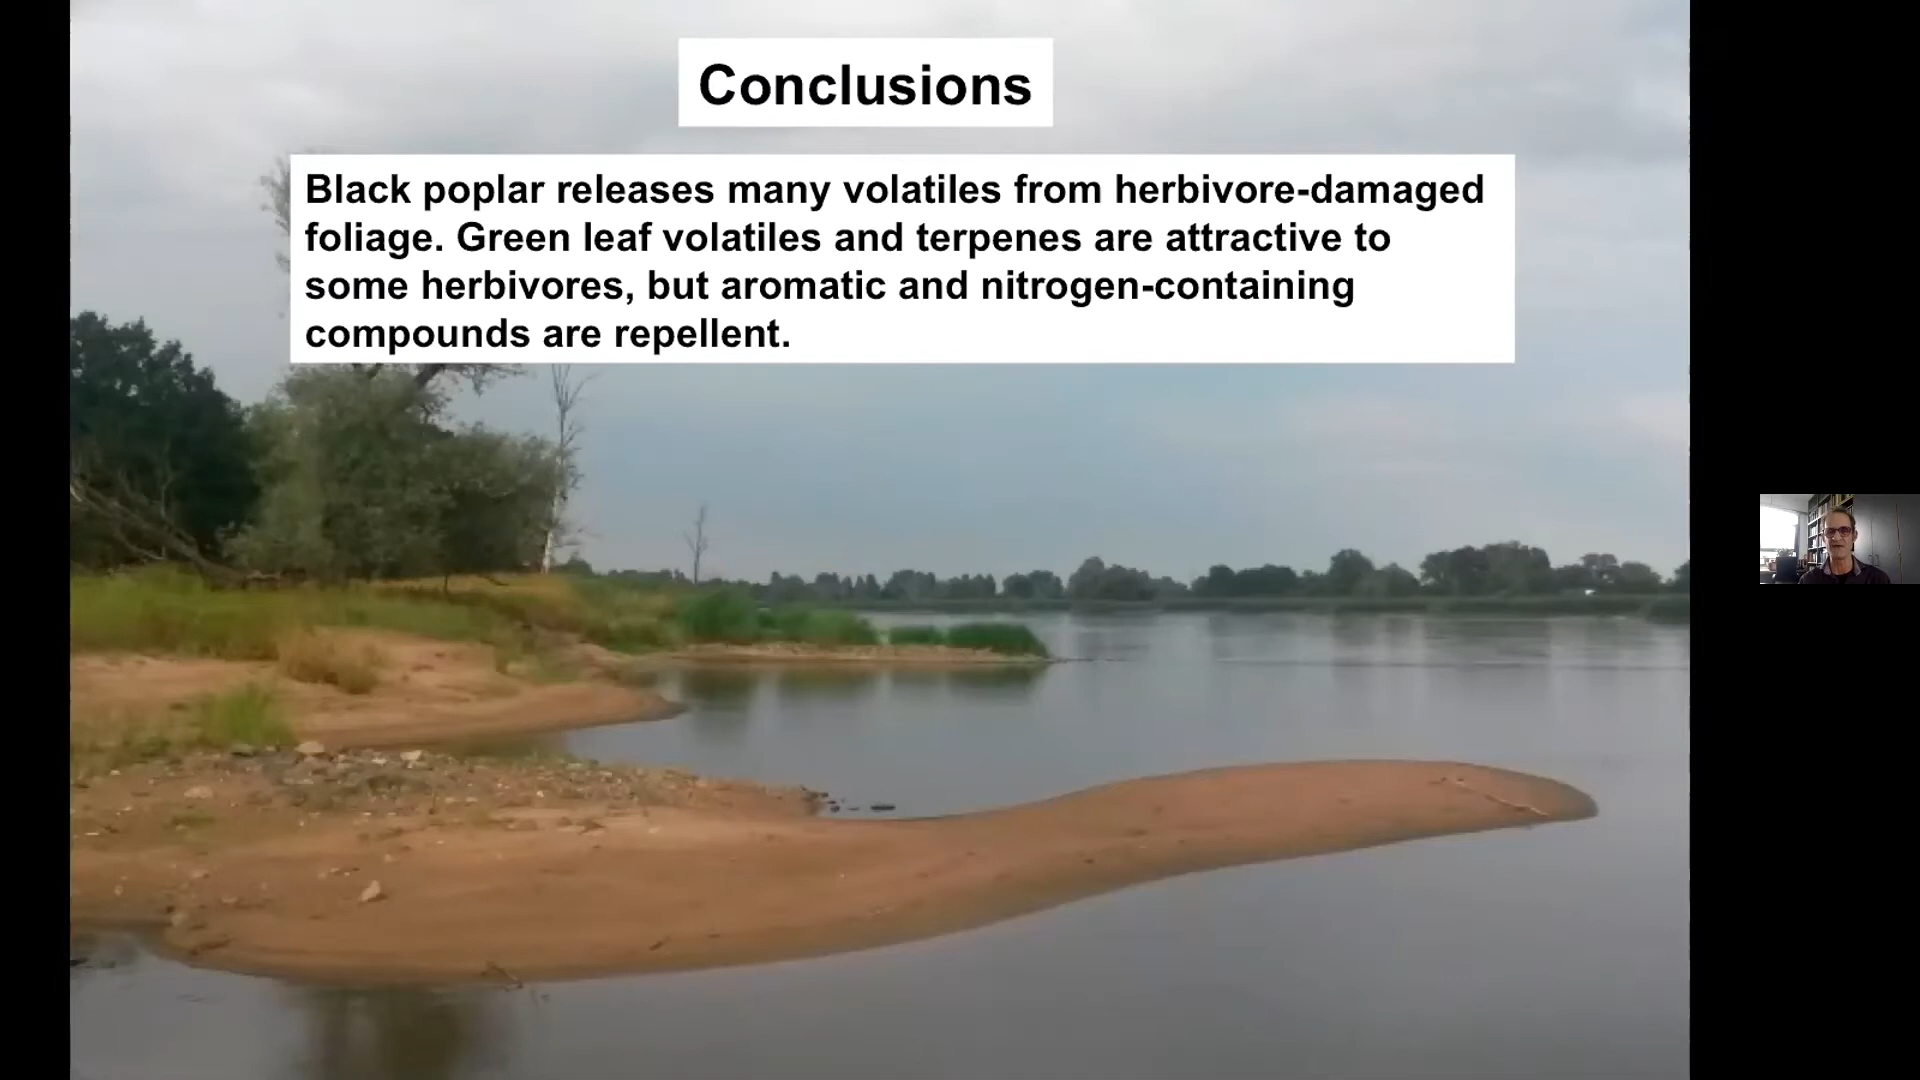 Conclusions
Black poplar releases many volatiles from herbivore-damaged
foliage. Green leaf volatiles and terpenes are attractive to
some herbivores, but aromatic and nitrogen-containing
compounds are repellent.